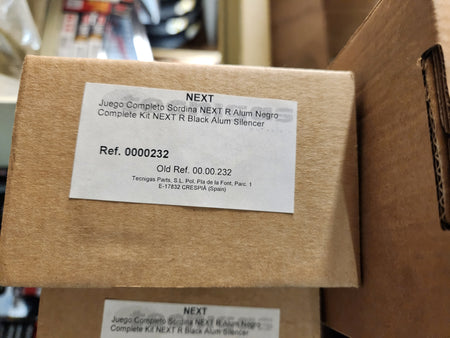 NEXT
Juego Completo Sordina NEXT R Alum Negro
Complete Kit NEXT R Black Alum Silencer
Ref. 0000232
Old Ref. 00.00.232
Tecnigas Parts, S.L. Pol. Pla de la Font, Parc. 1
E-17832 CRESPIÀ (Spain)
NEXT
Juego Completo Sordina NEXT R Alum Negro
Complete Kit NEXT R Black Alum Silencer